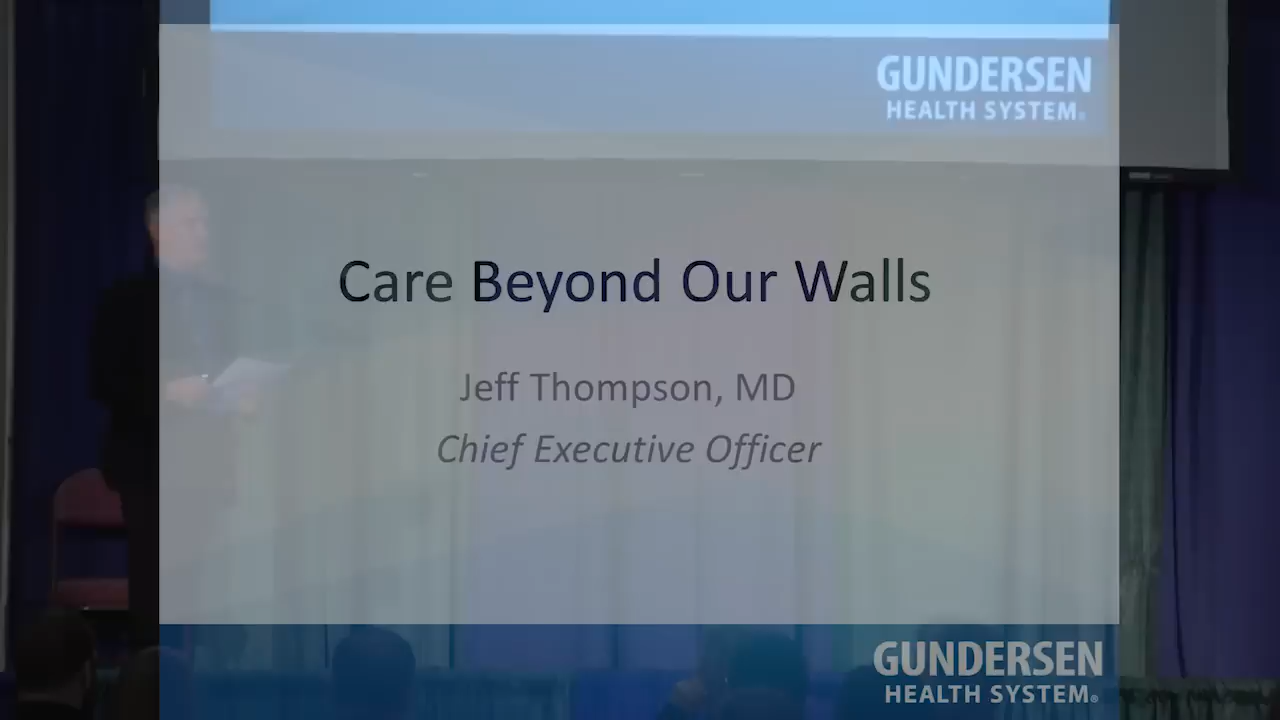 GUNDERSEN
HEALTH SYSTEM®
Care Beyond Our Walls
Jeff Thompson, MD
Chief Executive Officer
GUNDERSEN
HEALTH SYSTEM®